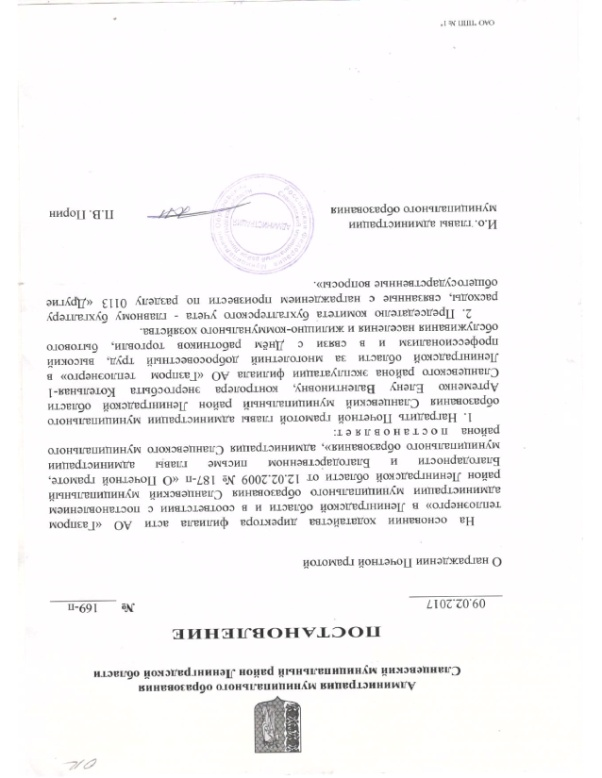 Администрация муниципального образования
Сланцевский муниципальный район Ленинградской области
ПОСТАНОВЛЕНИЕ
09.02.2017 № 169-п
О награждении Почетной грамотой
На основании ходатайства директора филиала асти АО «Газпром
теплоэнерго» в Ленинградской области и в соответствии с постановлением
администрации муниципального образования Сланцевский муниципальный
район Ленинградской области от 12.02.2009 № 187-п «О Почетной грамоте,
Благодарности и Благодарственном письме главы администрации
муниципального образования», администрация Сланцевского муниципального
района п о с т а н о в л я е т:
1. Наградить Почетной грамотой главы администрации муниципального
образования Сланцевский муниципальный район Ленинградской области
Артеменко Елену Валентиновну, контролера энергосбыта Котельная-1
Сланцевского района эксплуатации филиала АО «Газпром теплоэнерго» в
Ленинградской области за многолетний добросовестный труд, высокий
профессионализм и в связи с Днём работников торговли, бытового
обслуживания населения и жилищно-коммунального хозяйства.
2. Председателю комитета бухгалтерского учета - главному бухгалтеру
расходы, связанные с награждением произвести по разделу 0113 «Другие
общегосударственные вопросы».
И.о. главы администрации
муниципального образования П.В. Порин
ОАО "ППП № 1"